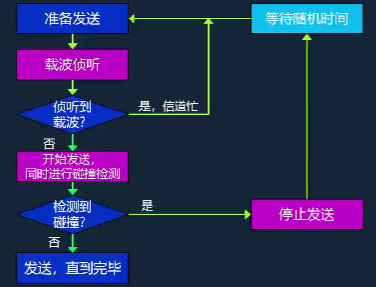 准备发送
等待随机时间
载波侦听
侦听到
载波?
是，信道忙
否
开始发送，
同时进行碰撞检测
检测到
碰撞?
是
停止发送
否
发送，直到完毕